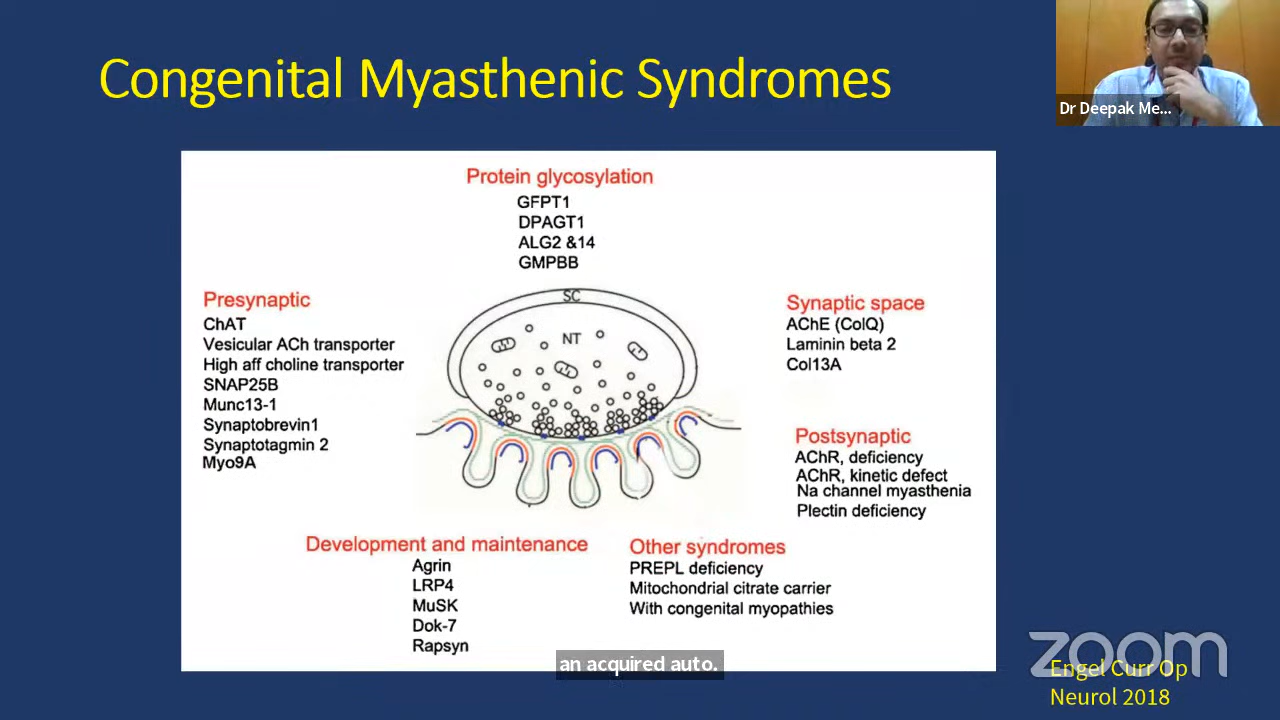 Congenital Myasthenic Syndromes
Dr Deepak Me...
Protein glycosylation
GFPT1
DPAGT1
ALG2 &14
GMPBB
Presynaptic
ChAT
Vesicular ACh transporter
High aff choline transporter
SNAP25B
Munc13-1
Synaptobrevin1
Synaptotagmin 2
Myo9A
SC
NT
Synaptic space
AChE (ColQ)
Laminin beta 2
Col13A
Postsynaptic
AChR, deficiency
AChR, kinetic defect
Na channel myasthenia
Plectin deficiency
Development and maintenance
Agrin
LRP4
MuSK
Dok-7
Rapsyn
Other syndromes
PREPL deficiency
Mitochondrial citrate carrier
With congenital myopathies
an acquired auto.
zoom
Engel Curr Op
Neurol 2018